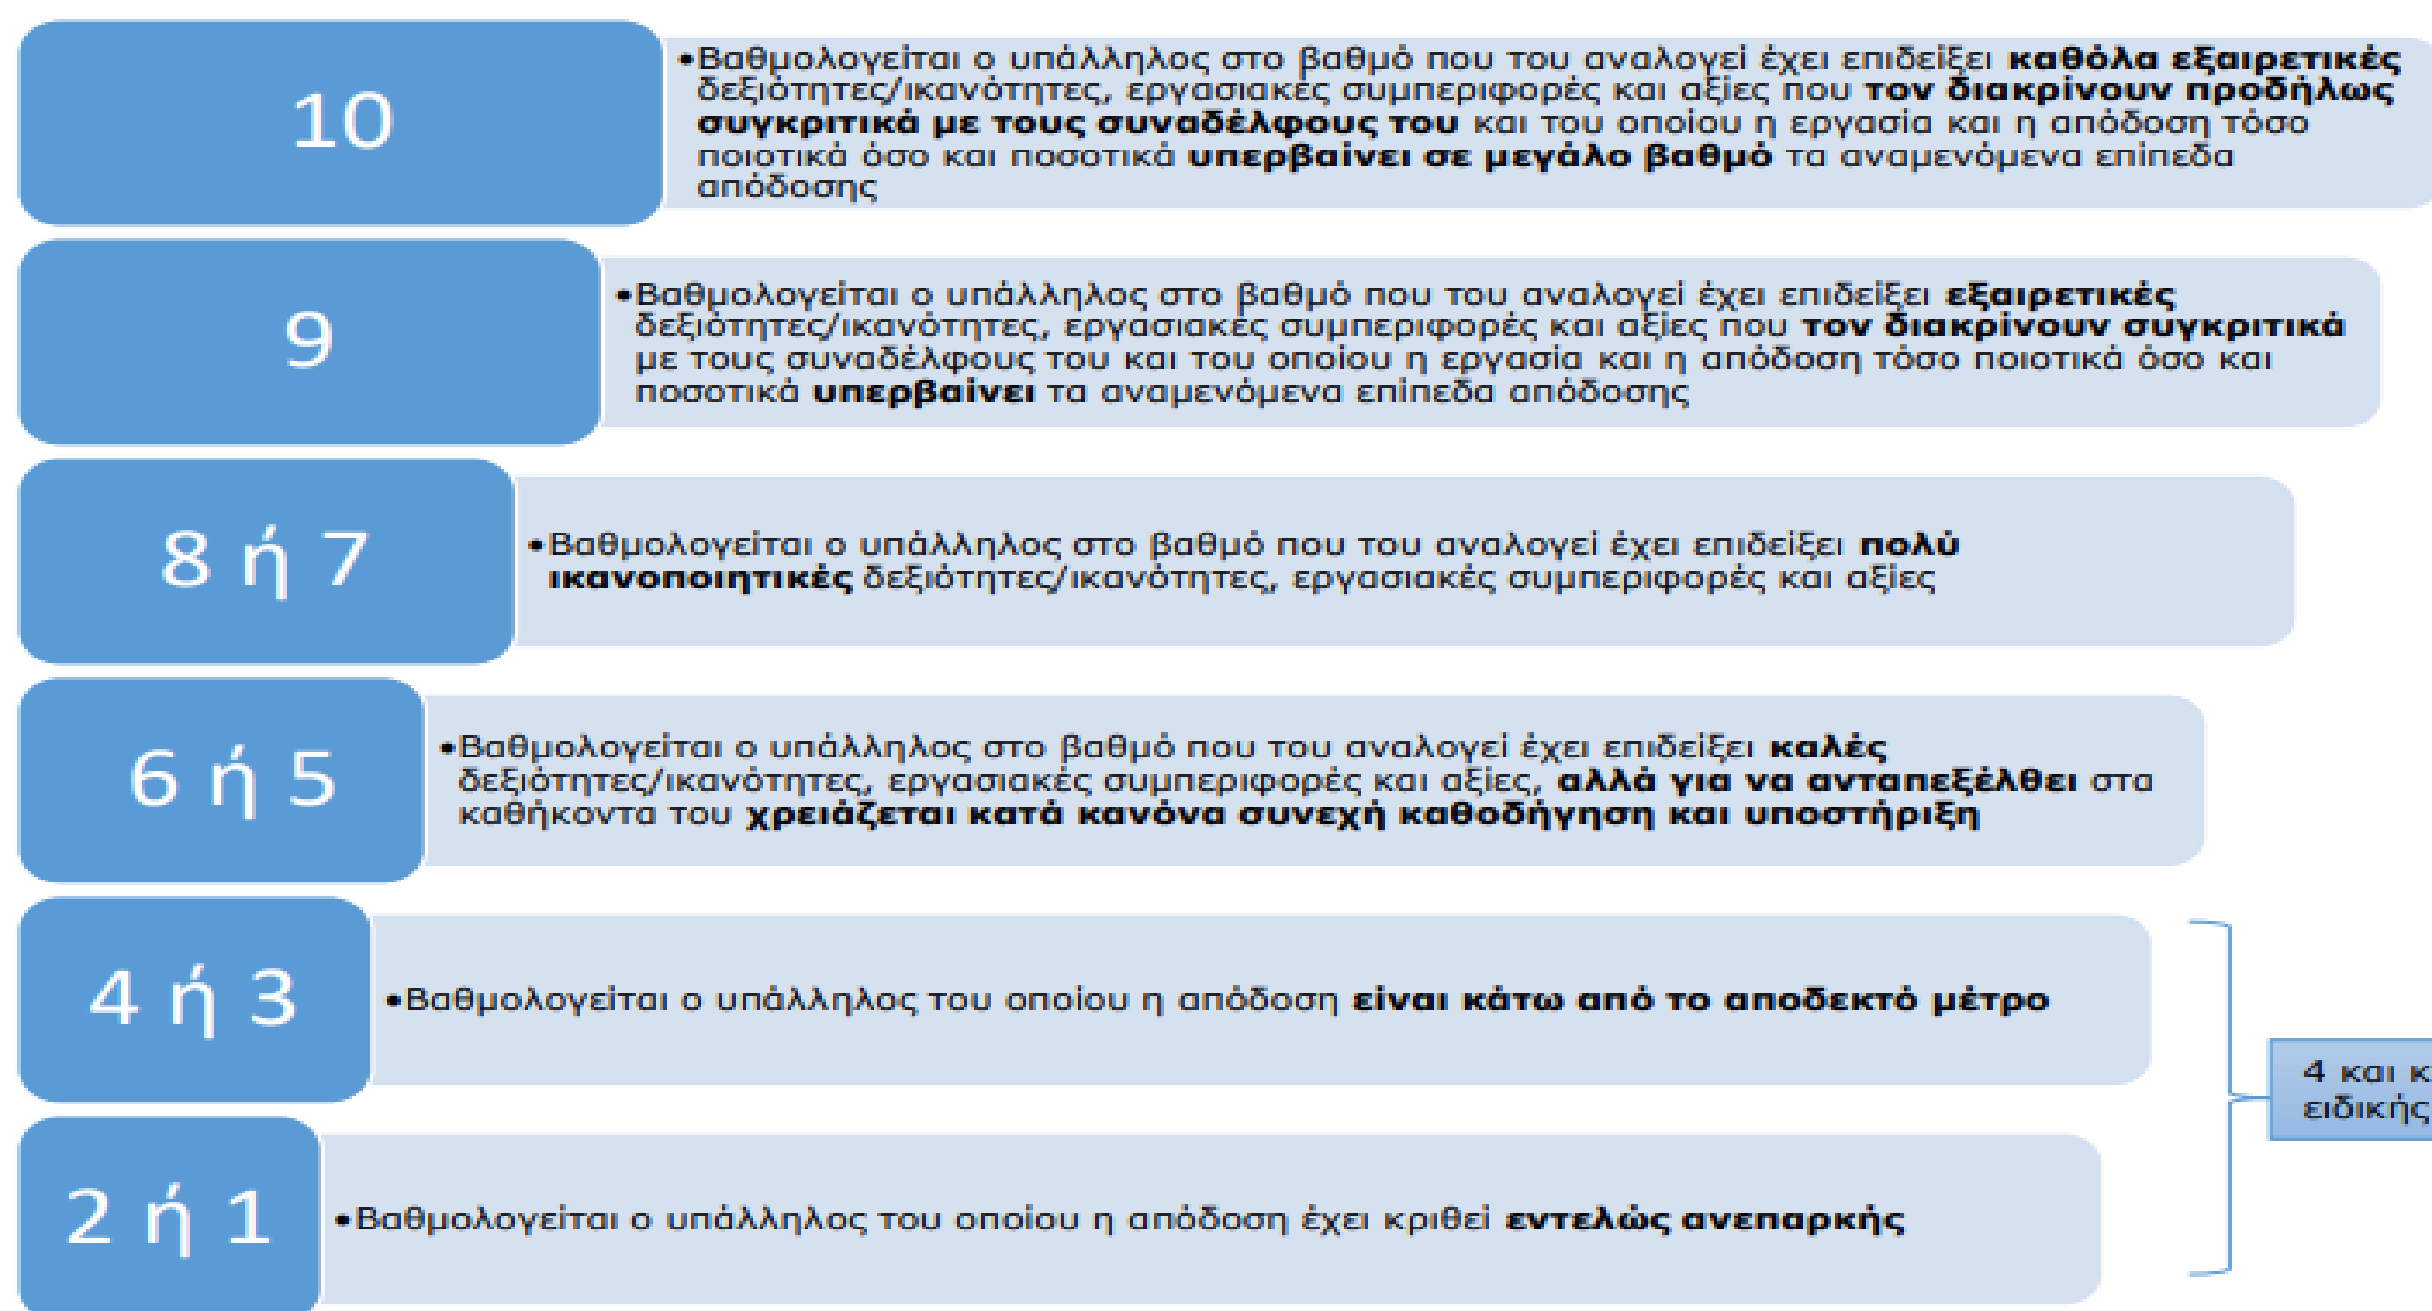 10
•Βαθμολογείται ο υπάλληλος στο βαθμό που του αναλογεί έχει επιδείξει καθόλα εξαιρετικές
δεξιότητες/ικανότητες, εργασιακές συμπεριφορές και αξίες που τον διακρίνουν προδήλως
συγκριτικά με τους συναδέλφους του και του οποίου η εργασία και η απόδοση τόσο
ποιοτικά όσο και ποσοτικά υπερβαίνει σε μεγάλο βαθμό τα αναμενόμενα επίπεδα
απόδοσης
9
•Βαθμολογείται ο υπάλληλος στο βαθμό που του αναλογεί έχει επιδείξει εξαιρετικές
δεξιότητες/ικανότητες, εργασιακές συμπεριφορές και αξίες που τον διακρίνουν συγκριτικά
με τους συναδέλφους του και του οποίου η εργασία και η απόδοση τόσο ποιοτικά όσο και
ποσοτικά υπερβαίνει τα αναμενόμενα επίπεδα απόδοσης
8 ή 7
•Βαθμολογείται ο υπάλληλος στο βαθμό που του αναλογεί έχει επιδείξει πολύ
ικανοποιητικές δεξιότητες/ικανότητες, εργασιακές συμπεριφορές και αξίες
6 ή 5
•Βαθμολογείται ο υπάλληλος στο βαθμό που του αναλογεί έχει επιδείξει καλές
δεξιότητες/ικανότητες, εργασιακές συμπεριφορές και αξίες, αλλά για να ανταπεξέλθει στα
καθήκοντα του χρειάζεται κατά κανόνα συνεχή καθοδήγηση και υποστήριξη
4 ή 3
•Βαθμολογείται ο υπάλληλος του οποίου η απόδοση είναι κάτω από το αποδεκτό μέτρο
4 και
ειδικής
2 ή 1
•Βαθμολογείται ο υπάλληλος του οποίου η απόδοση έχει κριθεί εντελώς ανεπαρκής